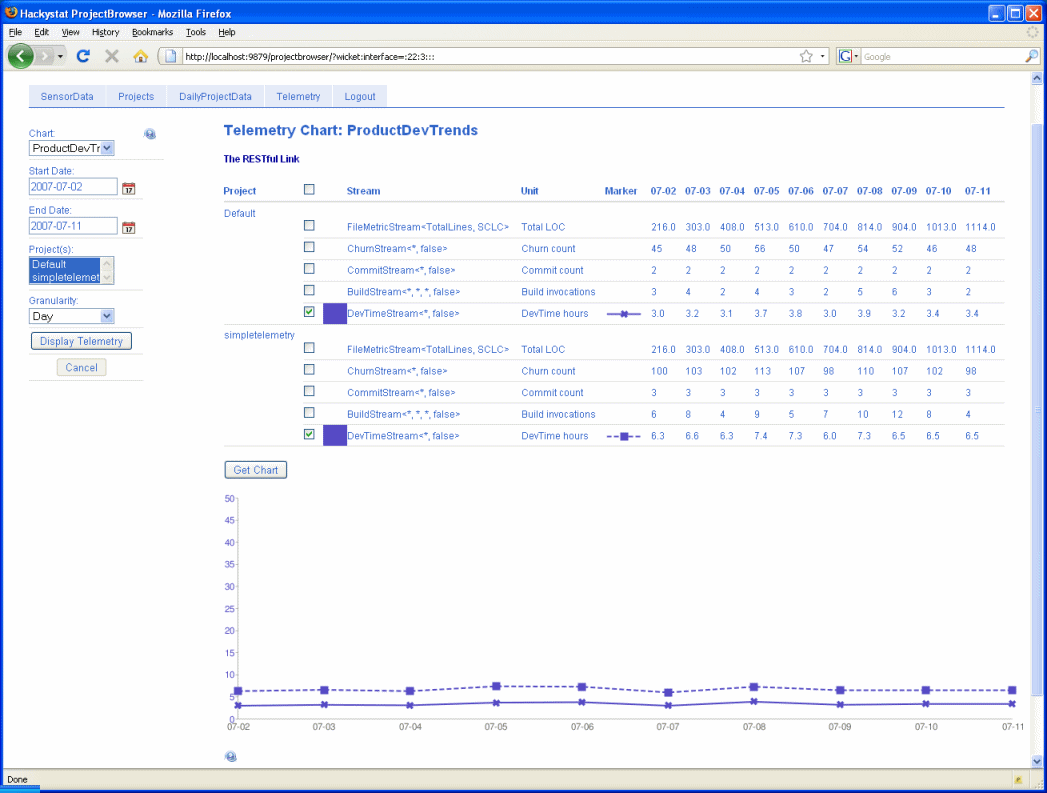 Hackystat ProjectBrowser - Mozilla Firefox
File Edit View History Bookmarks Tools Help
http://localhost:9879/projectbrowser/?wicket:interface=:22:3:::
G Google
SensorData Projects DailyProjectData Telemetry Logout
Chart:
ProductDevTr
Start Date:
2007-07-02
17
End Date:
2007-07-11
17
Project(s):
Default
simpletelemet
Granularity:
Day
Display Telemetry
Cancel
Telemetry Chart: ProductDevTrends
The RESTful Link
Project Stream Unit Marker 07-02 07-03 07-04 07-05 07-06 07-07 07-08 07-09 07-10 07-11
Default
FileMetricStream<TotalLines, SCLC> Total LOC 216.0 303.0 408.0 513.0 610.0 704.0 814.0 904.0 1013.0 1114.0
ChurnStream<*, false> Churn count 45 48 50 56 50 47 54 52 46 48
CommitStream<*, false> Commit count 2 2 2 2 2 2 2 2 2 2
BuildStream<*, *, *, false> Build invocations 3 4 2 4 3 2 5 6 3 2
DevTimeStream<*, false> DevTime hours 3.0 3.2 3.1 3.7 3.8 3.0 3.9 3.2 3.4 3.4
simpletelemetry
FileMetricStream<TotalLines, SCLC> Total LOC 216.0 303.0 408.0 513.0 610.0 704.0 814.0 904.0 1013.0 1114.0
ChurnStream<*, false> Churn count 100 103 102 113 107 98 110 107 102 98
CommitStream<*, false> Commit count 3 3 3 3 3 3 3 3 3 3
BuildStream<*, *, *, false> Build invocations 6 8 4 9 5 7 10 12 8 4
DevTimeStream<*, false> DevTime hours 6.3 6.6 6.3 7.4 7.3 6.0 7.3 6.5 6.5 6.5
Get Chart
50
45
40
35
30
25
20
15
10
5
0
07-02 07-03 07-04 07-05 07-06 07-07 07-08 07-09 07-10 07-11
Done